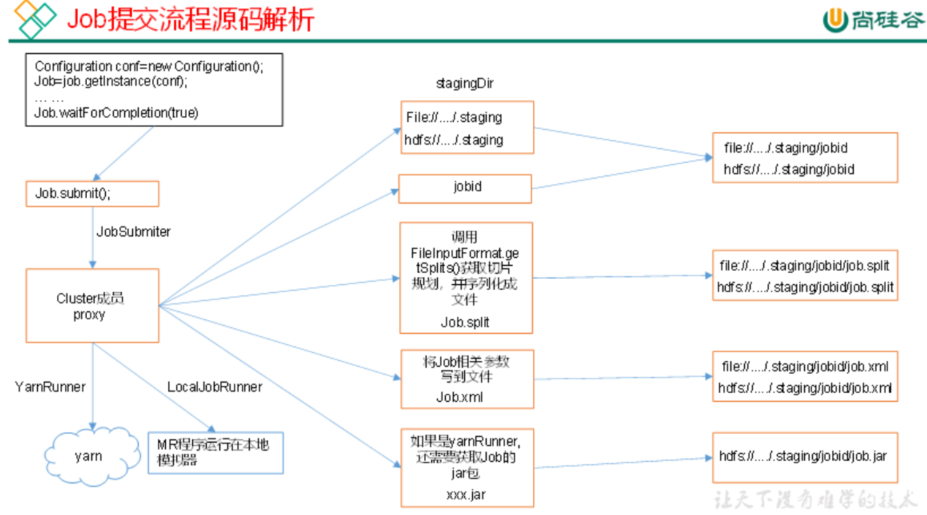 Job提交流程源码解析
尚硅谷
Configuration conf=new Configuration();
Job=job.getInstance(conf);
... ...
Job.waitForCompletion(true)
Job.submit();
JobSubmiter
Cluster成员
proxy
YarnRunner
LocalJobRunner
yarn
MR程序运行在本地
模拟器
stagingDir
File://..../.staging
hdfs://..../.staging
jobid
调用
FileInputFormat.ge
tSplits()获取切片
规划，并序列化成
文件
Job.split
将Job相关参数
写到文件
Job.xml
如果是yarnRunner,
还需要获取Job的
jar包
xxx.jar
file://..../.staging/jobid
hdfs://..../.staging/jobid
file://..../.staging/jobid/job.split
hdfs://..../.staging/jobid/job.split
file://..../.staging/jobid/job.xml
hdfs://..../.staging/jobid/job.xml
hdfs://..../.staging/jobid/job.jar
让天下没有难学的技术